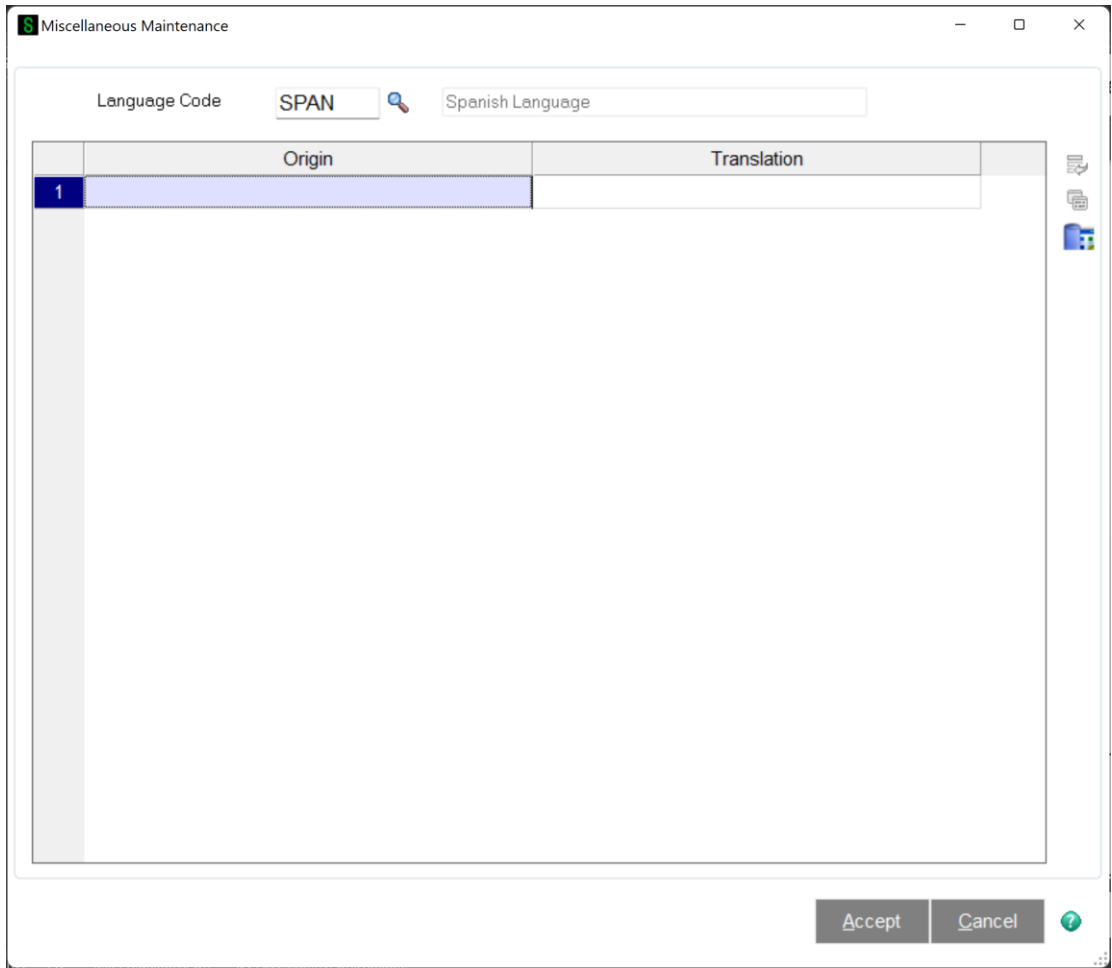 Miscellaneous Maintenance
Language Code SPAN Spanish Language
Origin Translation
1
Accept Cancel